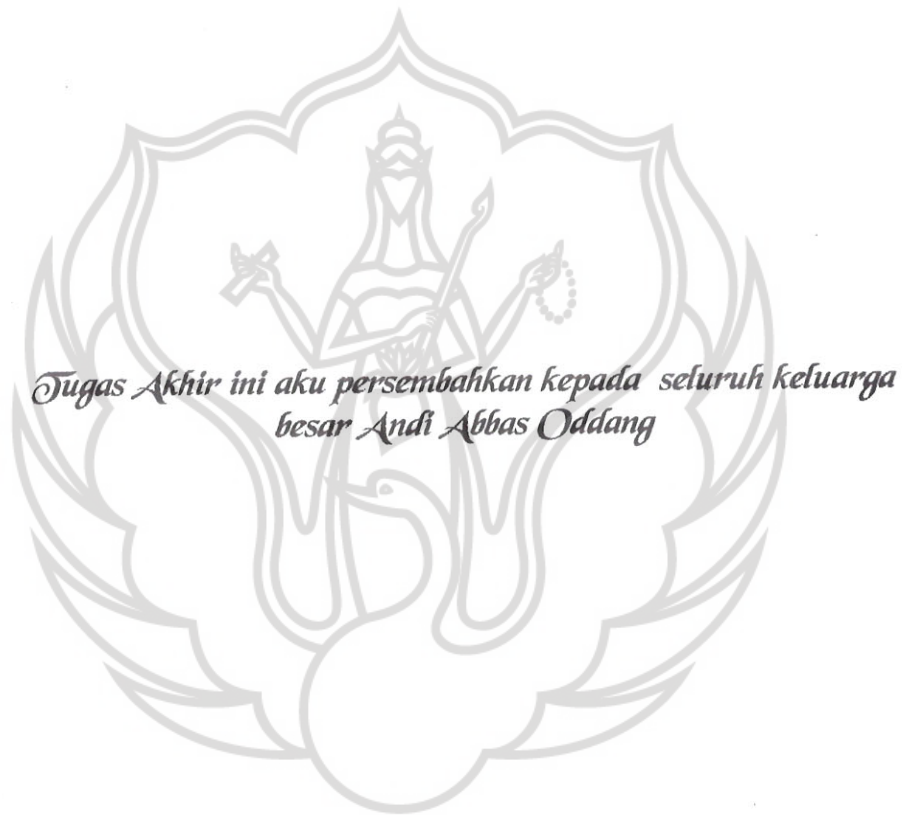 Tugas Akhir ini aku persembahkan kepada seluruh keluarga
besar Andi Abbas Oddang